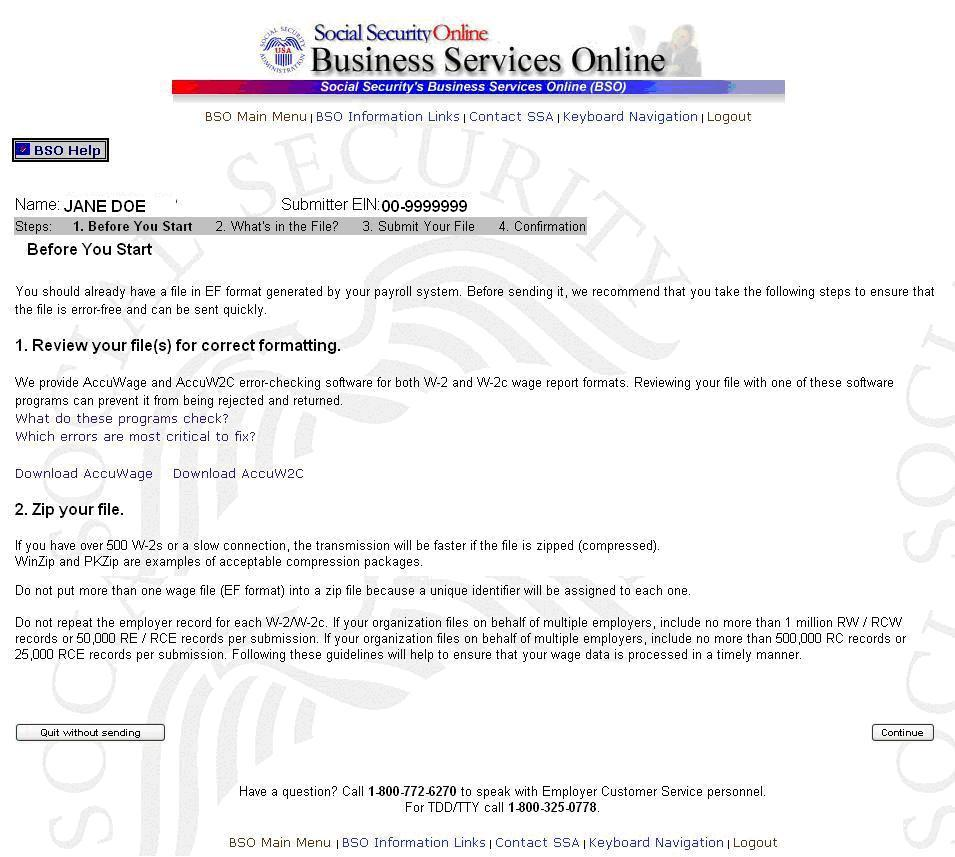 Social Security Online
Business Services Online
Social Security's Business Services Online (BSO)
SOCIAL SECURITY ADMINISTRATION
USA
BSO Main Menu | BSO Information Links | Contact SSA | Keyboard Navigation | Logout
BSO Help
Name: JANE DOE Submitter EIN: 00-9999999
Steps: 1. Before You Start 2. What's in the File? 3. Submit Your File 4. Confirmation
Before You Start
You should already have a file in EF format generated by your payroll system. Before sending it, we recommend that you take the following steps to ensure that
the file is error-free and can be sent quickly.
1. Review your file(s) for correct formatting.
We provide AccuWage and AccuW2C error-checking software for both W-2 and W-2c wage report formats. Reviewing your file with one of these software
programs can prevent it from being rejected and returned.
What do these programs check?
Which errors are most critical to fix?
Download AccuWage Download AccuW2C
2. Zip your file.
If you have over 500 W-2s or a slow connection, the transmission will be faster if the file is zipped (compressed).
WinZip and PKZip are examples of acceptable compression packages.
Do not put more than one wage file (EF format) into a zip file because a unique identifier will be assigned to each one.
Do not repeat the employer record for each W-2/W-2c. If your organization files on behalf of multiple employers, include no more than 1 million RW / RCW
records or 50,000 RE / RCE records per submission. If your organization files on behalf of multiple employers, include no more than 500,000 RC records or
25,000 RCE records per submission. Following these guidelines will help to ensure that your wage data is processed in a timely manner.
Quit without sending Continue
Have a question? Call 1-800-772-6270 to speak with Employer Customer Service personnel.
For TDD/TTY call 1-800-325-0778.
BSO Main Menu | BSO Information Links | Contact SSA | Keyboard Navigation | Logout
SOCIAL SECURITY
SOCI
SOC